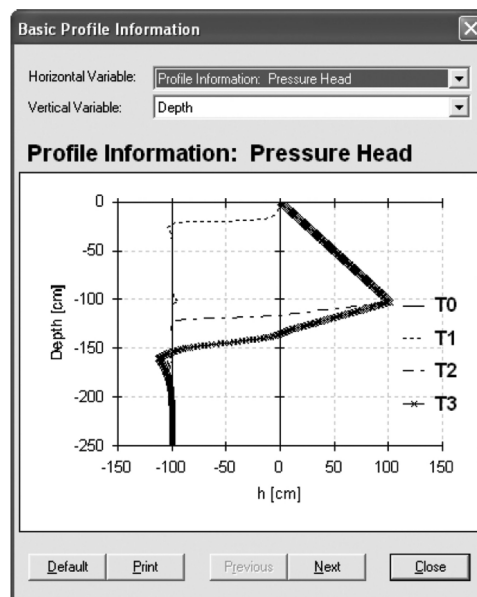 Basic Profile Information
Horizontal Variable: Profile Information: Pressure Head
Vertical Variable: Depth
Profile Information: Pressure Head
0
-50
-100
-150
-200
-250
Depth [cm]
T0
T1
T2
T3
-150 -100 -50 0 50 100 150
h [cm]
Default Print Previous Next Close